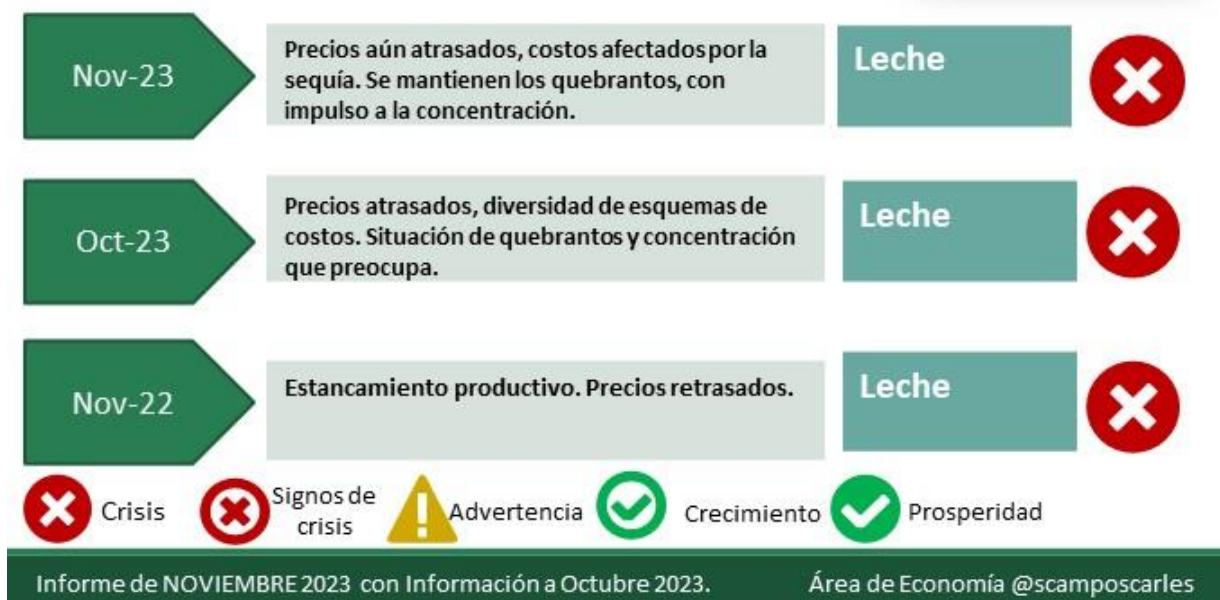 Nov-23
Precios aún atrasados, costos afectados por la
sequía. Se mantienen los quebrantos, con
impulso a la concentración.
Leche
Oct-23
Precios atrasados, diversidad de esquemas de
costos. Situación de quebrantos y concentración
que preocupa.
Leche
Nov-22
Estancamiento productivo. Precios retrasados.
Leche
Crisis
Signos de
crisis
Advertencia
Crecimiento
Prosperidad
Informe de NOVIEMBRE 2023 con Información a Octubre 2023.
Área de Economía @scamposcarles